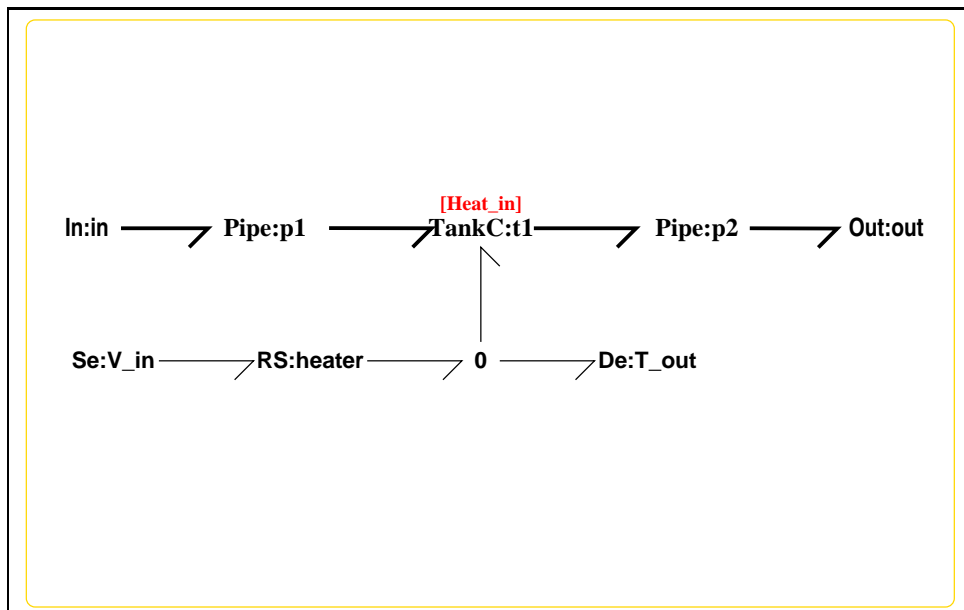 [Heat_in]
In:in Pipe:p1 TankC:t1 Pipe:p2 Out:out
Se:V_in RS:heater 0 De:T_out